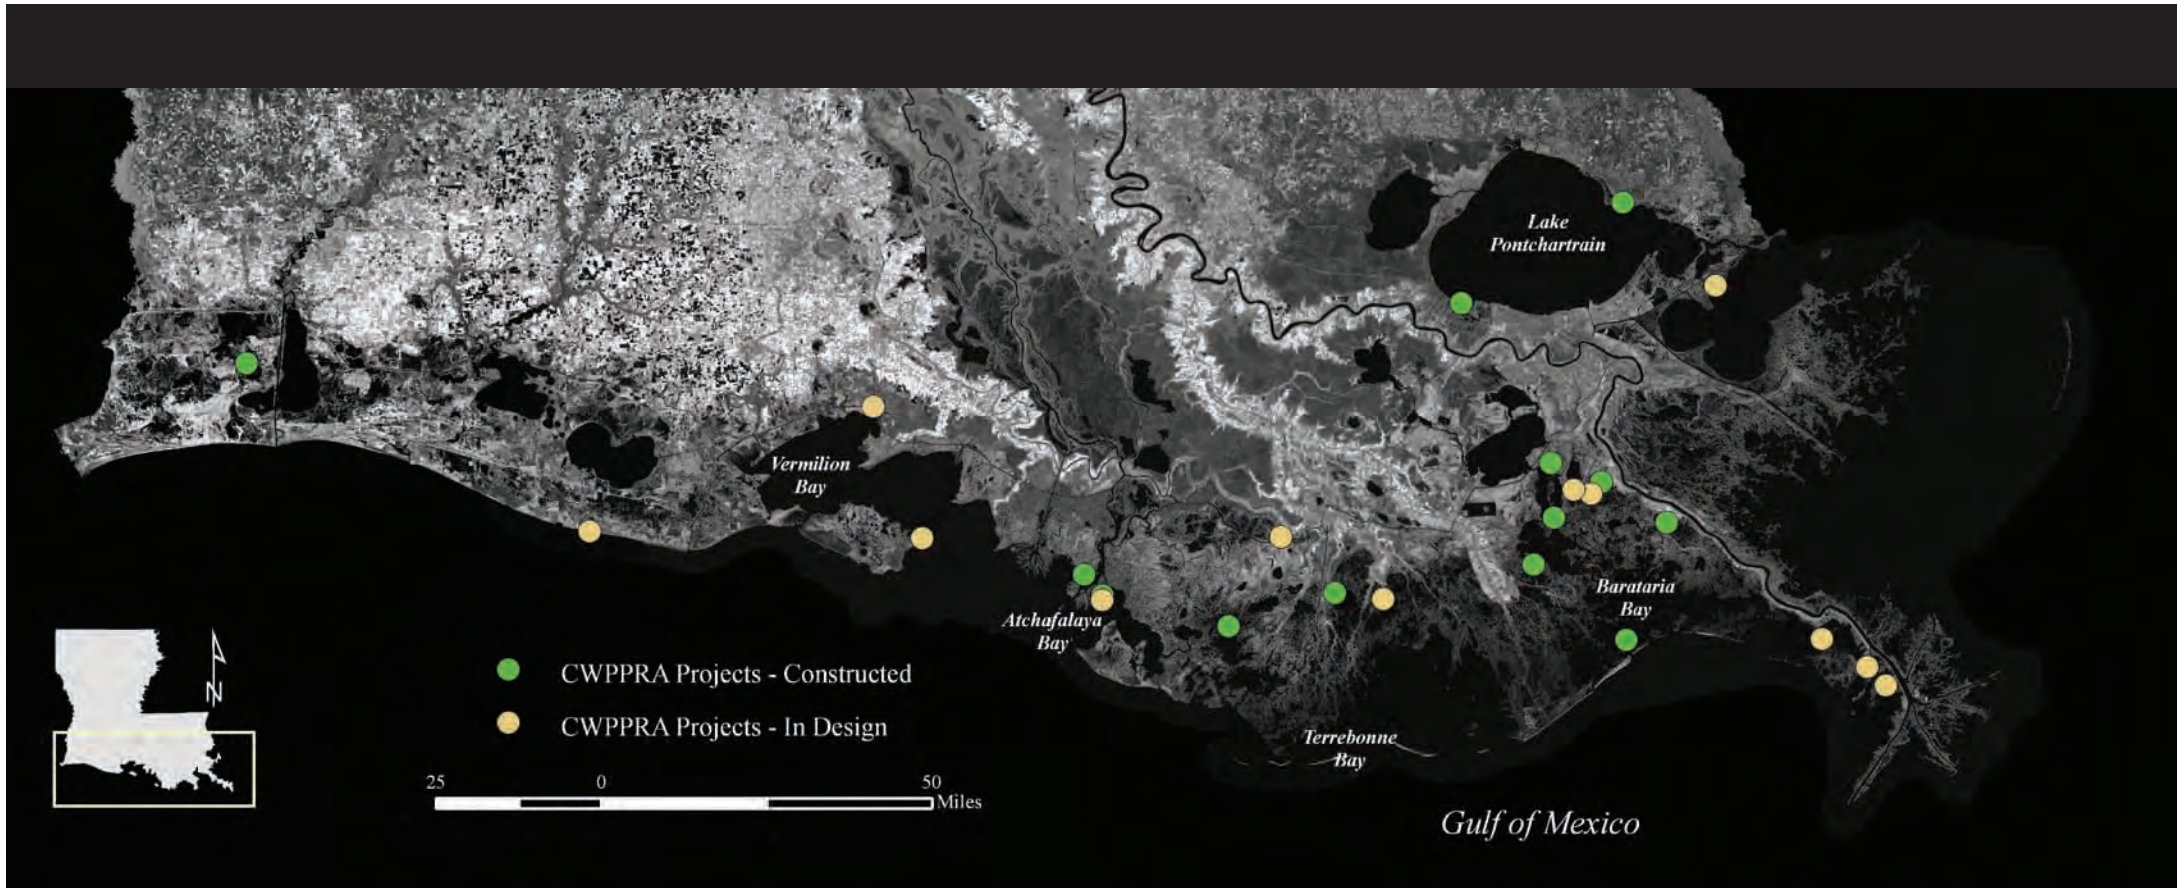 Lake
Pontchartrain
Vermilion
Bay
Atchafalaya
Bay
Barataria
Bay
Terrebonne
Bay
Gulf of Mexico
CWPPRA Projects - Constructed
CWPPRA Projects - In Design
N
25 0 50
Miles